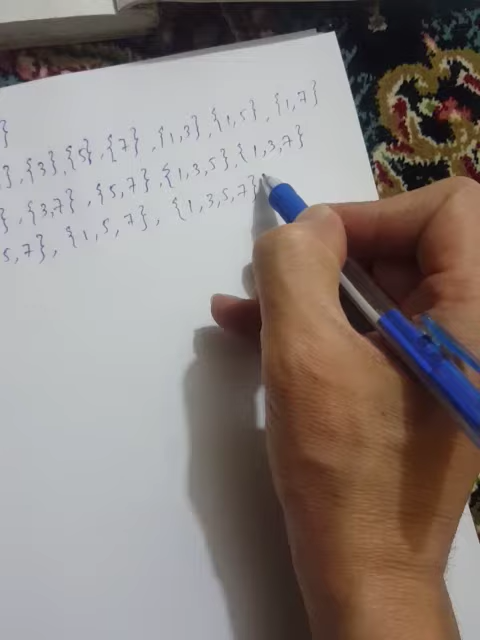 }
}, {3}, {5}, {7}, {1,3}, {1,5}, {1,7}
}, {3,7}, {5,7}, {1,3,5}, {1,3,7}
5,7}, {1,5,7}, {1,3,5,7}